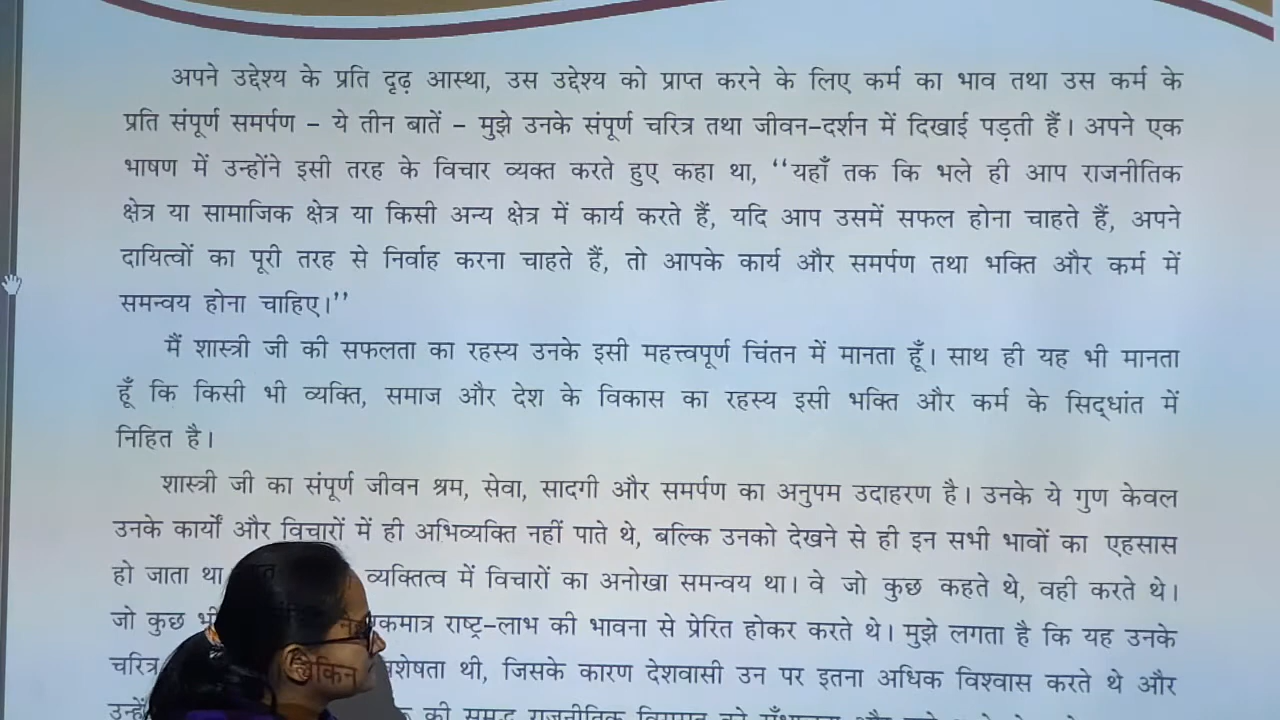 अपने उद्देश्य के प्रति दृढ़ आस्था, उस उद्देश्य को प्राप्त करने के लिए कर्म का भाव तथा उस कर्म के
प्रति संपूर्ण समर्पण – ये तीन बातें – मुझे उनके संपूर्ण चरित्र तथा जीवन-दर्शन में दिखाई पड़ती हैं। अपने एक
भाषण में उन्होंने इसी तरह के विचार व्यक्त करते हुए कहा था, “यहाँ तक कि भले ही आप राजनीतिक
क्षेत्र या सामाजिक क्षेत्र या किसी अन्य क्षेत्र में कार्य करते हैं, यदि आप उसमें सफल होना चाहते हैं, अपने
दायित्वों का पूरी तरह से निर्वाह करना चाहते हैं, तो आपके कार्य और समर्पण तथा भक्ति और कर्म में
समन्वय होना चाहिए।”
मैं शास्त्री जी की सफलता का रहस्य उनके इसी महत्त्वपूर्ण चिंतन में मानता हूँ। साथ ही यह भी मानता
हूँ कि किसी भी व्यक्ति, समाज और देश के विकास का रहस्य इसी भक्ति और कर्म के सिद्धांत में
निहित है।
शास्त्री जी का संपूर्ण जीवन श्रम, सेवा, सादगी और समर्पण का अनुपम उदाहरण है। उनके ये गुण केवल
उनके कार्यों और विचारों में ही अभिव्यक्ति नहीं पाते थे, बल्कि उनको देखने से ही इन सभी भावों का एहसास
हो जाता था व्यक्तित्व में विचारों का अनोखा समन्वय था। वे जो कुछ कहते थे, वही करते थे।
जो कुछ राष्ट्र-लाभ की भावना से प्रेरित होकर करते थे। मुझे लगता है कि यह उनके
चरित्र थी, जिसके कारण देशवासी उन पर इतना अधिक विश्वास करते थे और